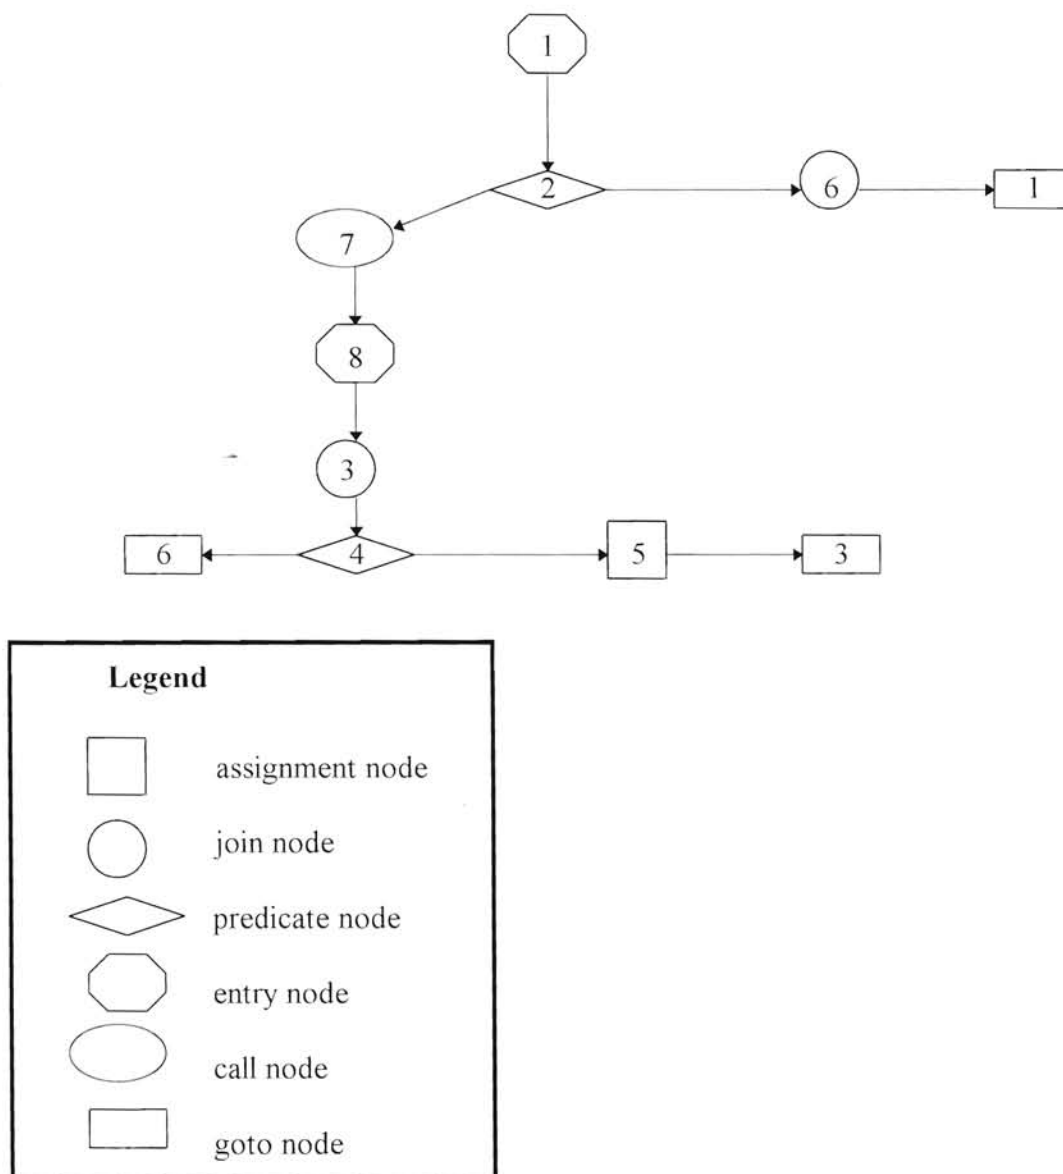 1
2
6
1
7
8
3
6
4
5
3
Legend
assignment node
join node
predicate node
entry node
call node
goto node